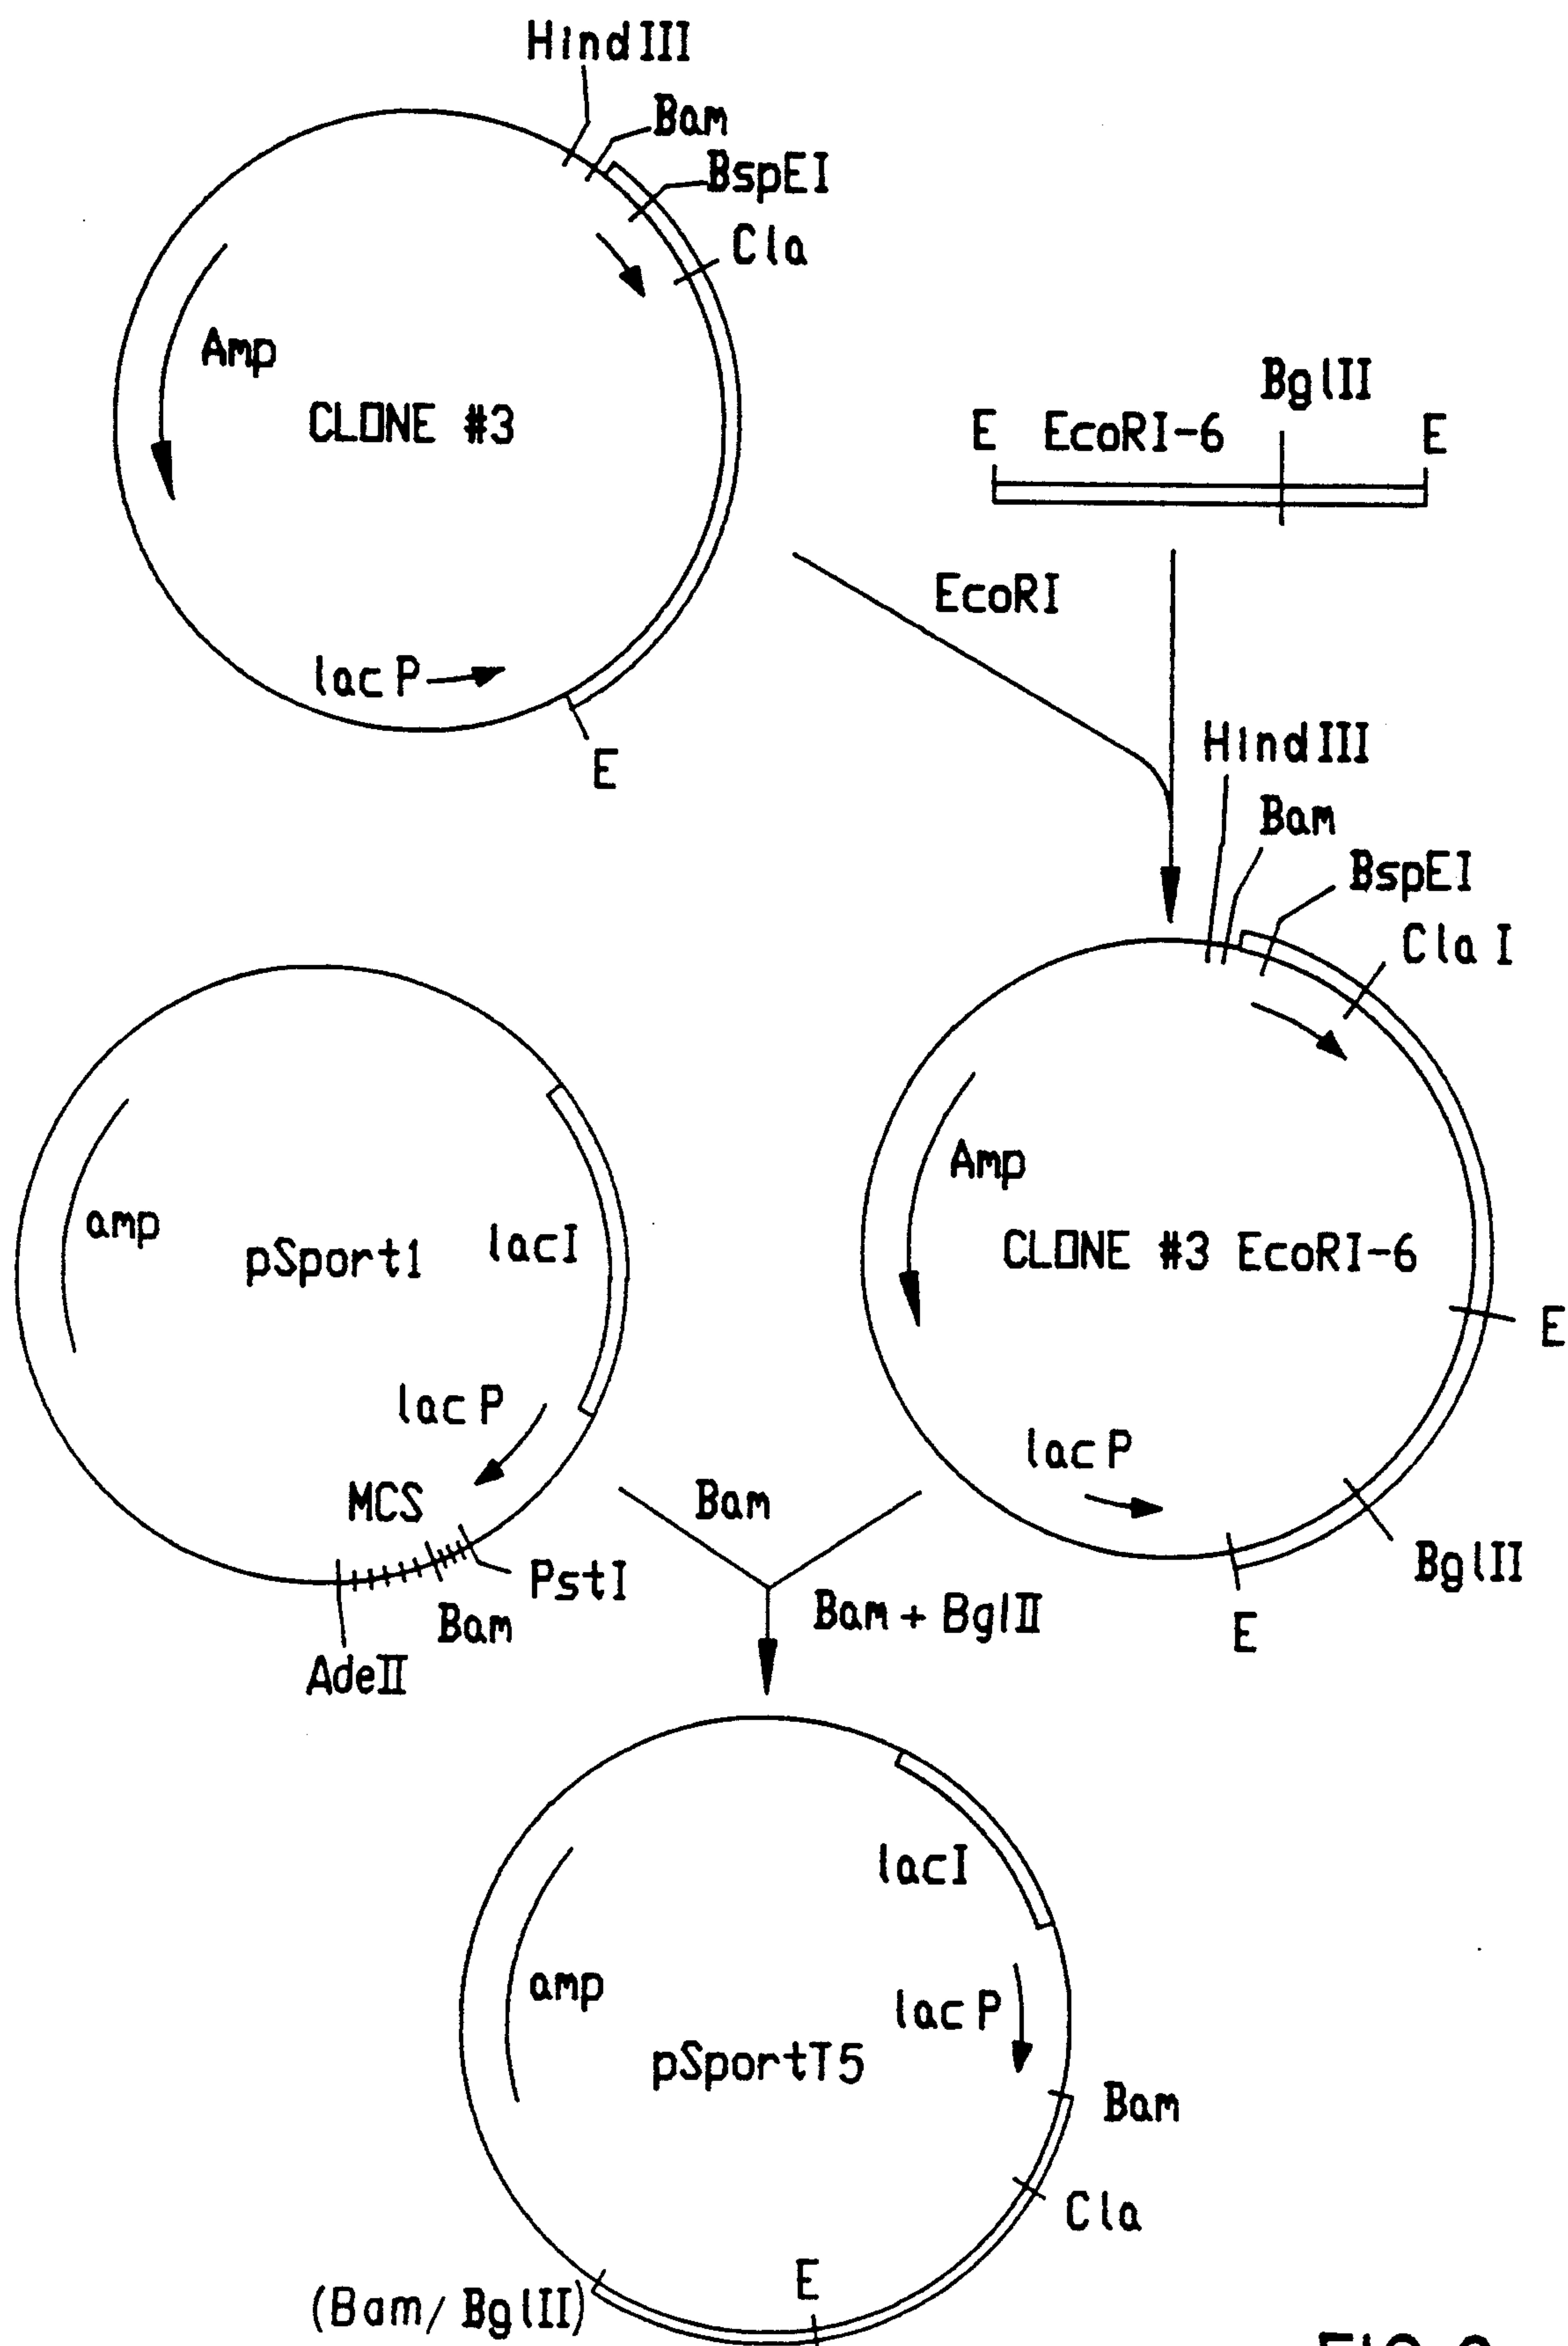 HindIII
Bam
BspEI
Cla
Amp
CLONE #3
lac P
E
BglII
E EcoRI-6 E
EcoRI
HindIII
Bam
BspEI
Cla I
Amp
CLONE #3 EcoRI-6
E
lac P
BglII
E
amp
pSport1
lacI
lac P
MCS
PstI
Bam
AdeII
Bam
Bam + BglII
lacI
amp
lac P
pSportT5
Bam
Cla
E
(Bam/ BglII)